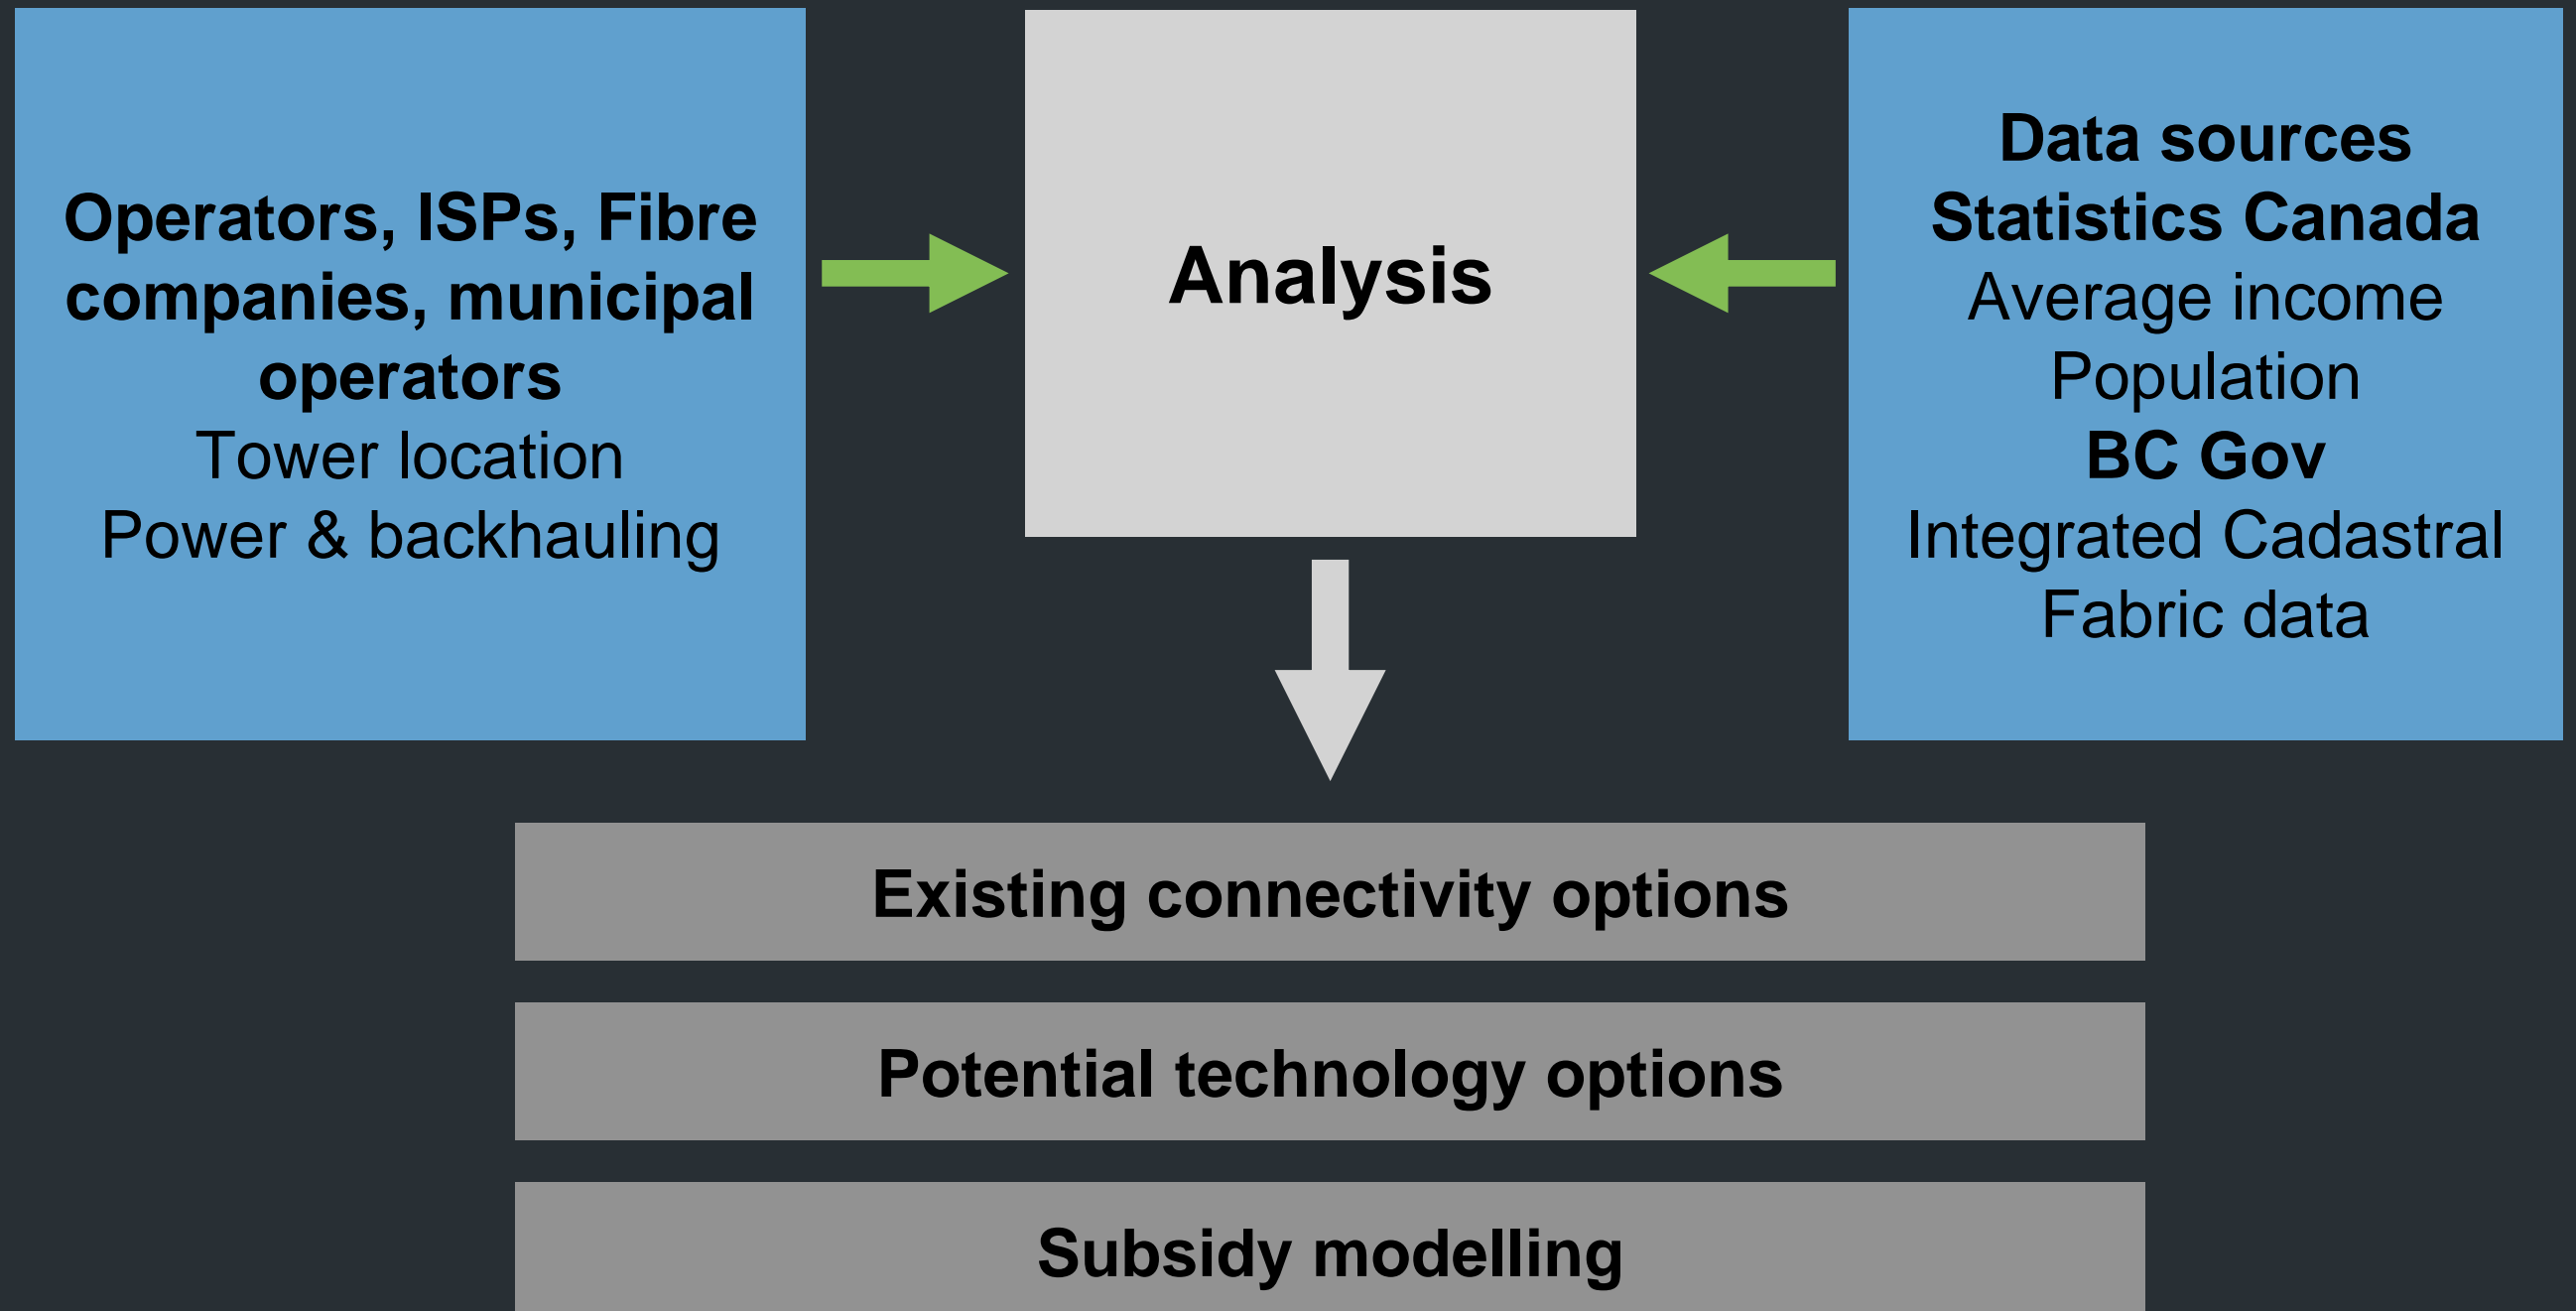 Operators, ISPs, Fibre
companies, municipal
operators
Tower location
Power & backhauling
Analysis
Data sources
Statistics Canada
Average income
Population
BC Gov
Integrated Cadastral
Fabric data
Existing connectivity options
Potential technology options
Subsidy modelling